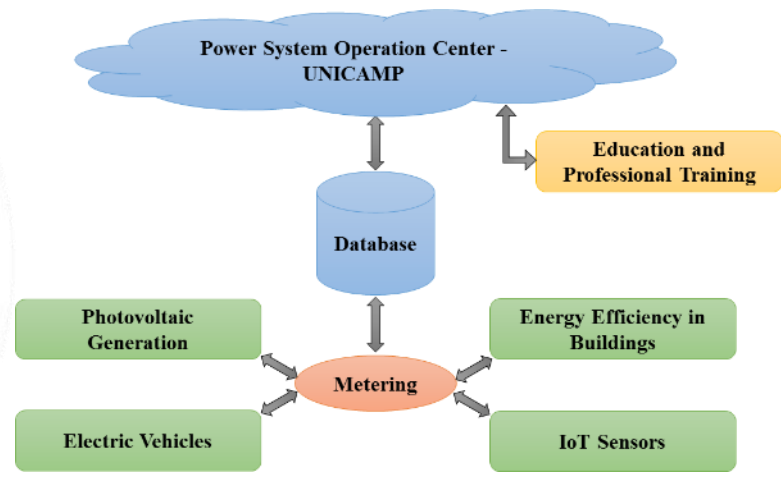 Power System Operation Center -
UNICAMP
Education and
Professional Training
Database
Photovoltaic
Generation
Energy Efficiency in
Buildings
Metering
Electric Vehicles
IoT Sensors